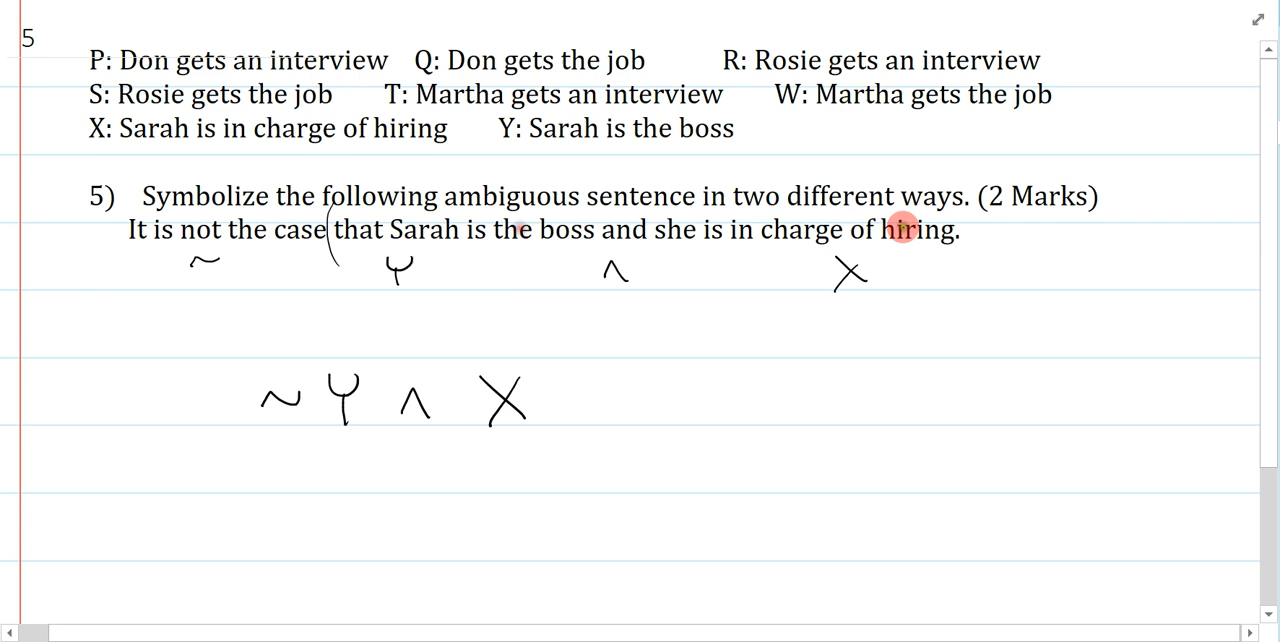 5
P: Don gets an interview Q: Don gets the job R: Rosie gets an interview
S: Rosie gets the job T: Martha gets an interview W: Martha gets the job
X: Sarah is in charge of hiring Y: Sarah is the boss
5) Symbolize the following ambiguous sentence in two different ways. (2 Marks)
It is not the case ( that Sarah is the boss and she is in charge of hiring.
~ Y ∧ X
~ Y ∧ X